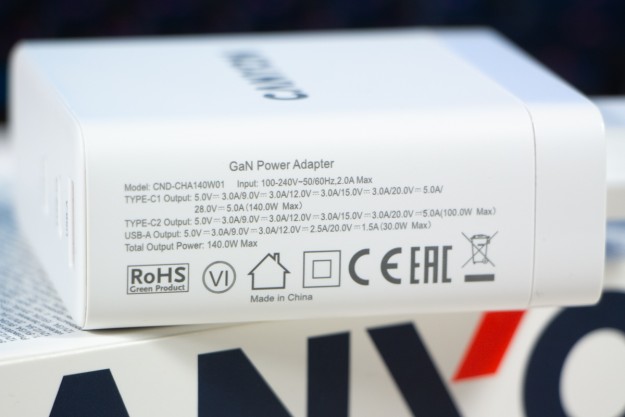 CANYON
GaN Power Adapter
Model: CND-CHA140W01 Input: 100-240V~50/60Hz,2.0A Max
TYPE-C1 Output: 5.0V⎓3.0A/9.0V⎓3.0A/12.0V⎓3.0A/15.0V⎓3.0A/20.0V⎓5.0A/
28.0V⎓5.0A (140.0W Max)
TYPE-C2 Output: 5.0V⎓3.0A/9.0V⎓3.0A/12.0V⎓3.0A/15.0V⎓3.0A/20.0V⎓5.0A(100.0W Max)
USB-A Output: 5.0V⎓3.0A/9.0V⎓3.0A/12.0V⎓2.5A/20.0V⎓1.5A (30.0W Max)
Total Output Power: 140.0W Max
RoHS
Green Product
VI
CE EAC
Made in China
ANYO